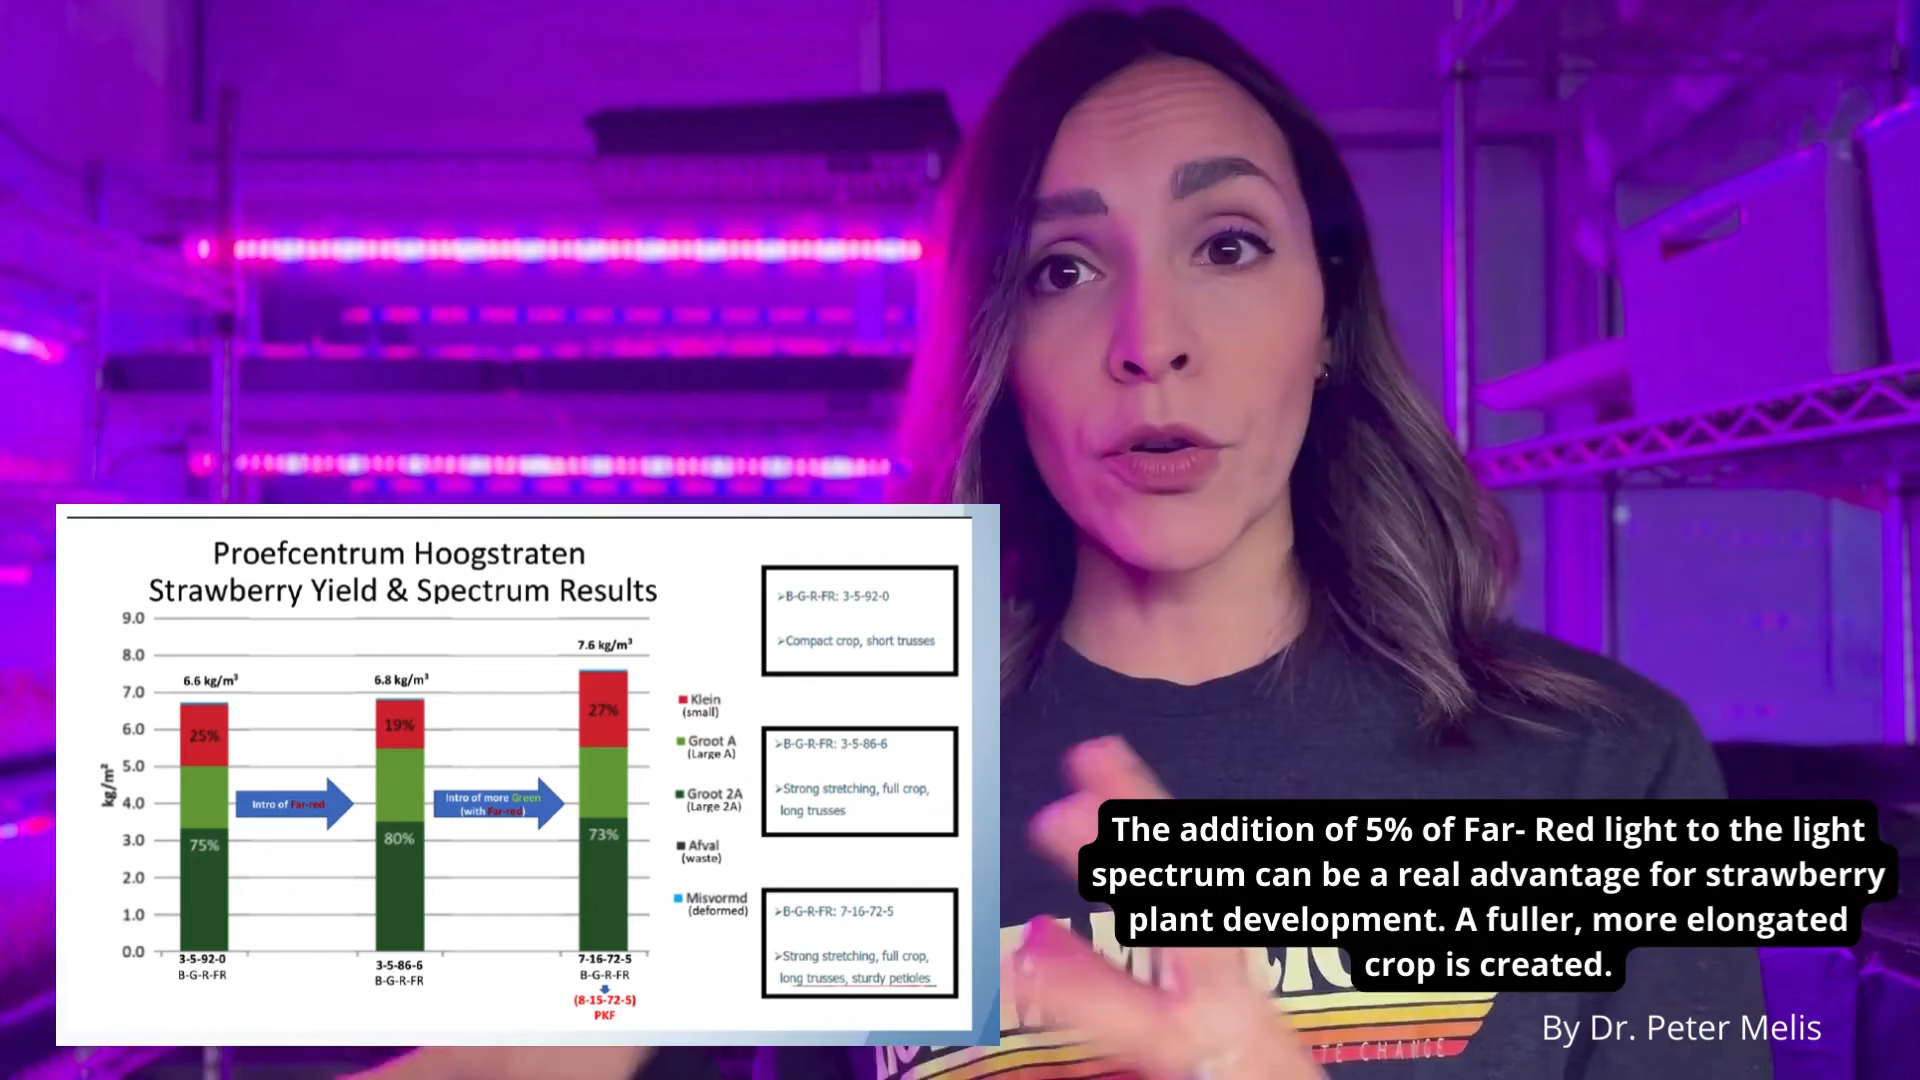 Proefcentrum Hoogstraten
Strawberry Yield & Spectrum Results
9.0
8.0
7.0
6.0
5.0
4.0
3.0
2.0
1.0
0.0
kg/m²
6.6 kg/m³
6.8 kg/m³
7.6 kg/m³
25%
19%
27%
75%
80%
73%
Intro of Far-red
Intro of more Green
(with Far-red)
3-5-92-0
B-G-R-FR
3-5-86-6
B-G-R-FR
7-16-72-5
B-G-R-FR
(8-15-72-5)
PKF
Klein
(small)
Groot A
(Large A)
Groot 2A
(Large 2A)
Afval
(waste)
Misvormd
(deformed)
➢B-G-R-FR: 3-5-92-0
➢Compact crop, short trusses
➢B-G-R-FR: 3-5-86-6
➢Strong stretching, full crop,
long trusses
➢B-G-R-FR: 7-16-72-5
➢Strong stretching, full crop,
long trusses, sturdy petioles
The addition of 5% of Far- Red light to the light
spectrum can be a real advantage for strawberry
plant development. A fuller, more elongated
crop is created.
By Dr. Peter Melis
CHANGE